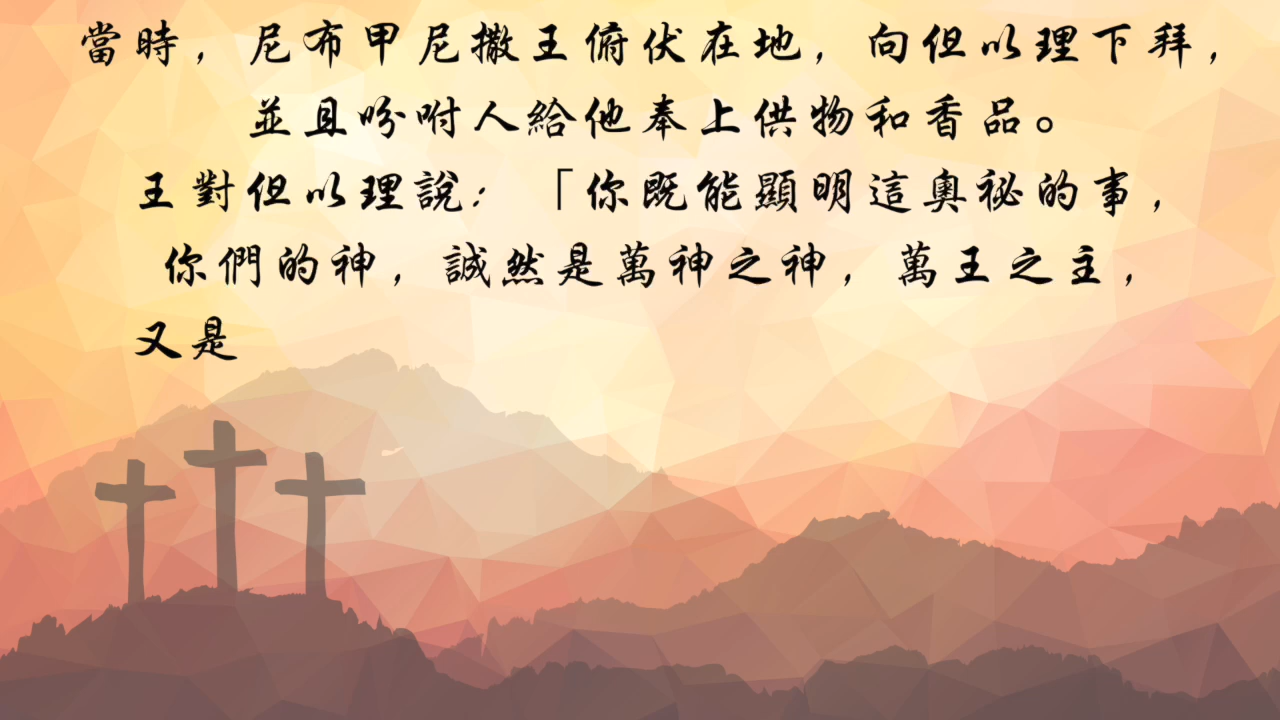 當時，尼布甲尼撒王俯伏在地，向但以理下拜，
並且吩咐人給他奉上供物和香品。
王對但以理說：「你既能顯明這奧祕的事，
你們的神，誠然是萬神之神，萬王之主，
又是